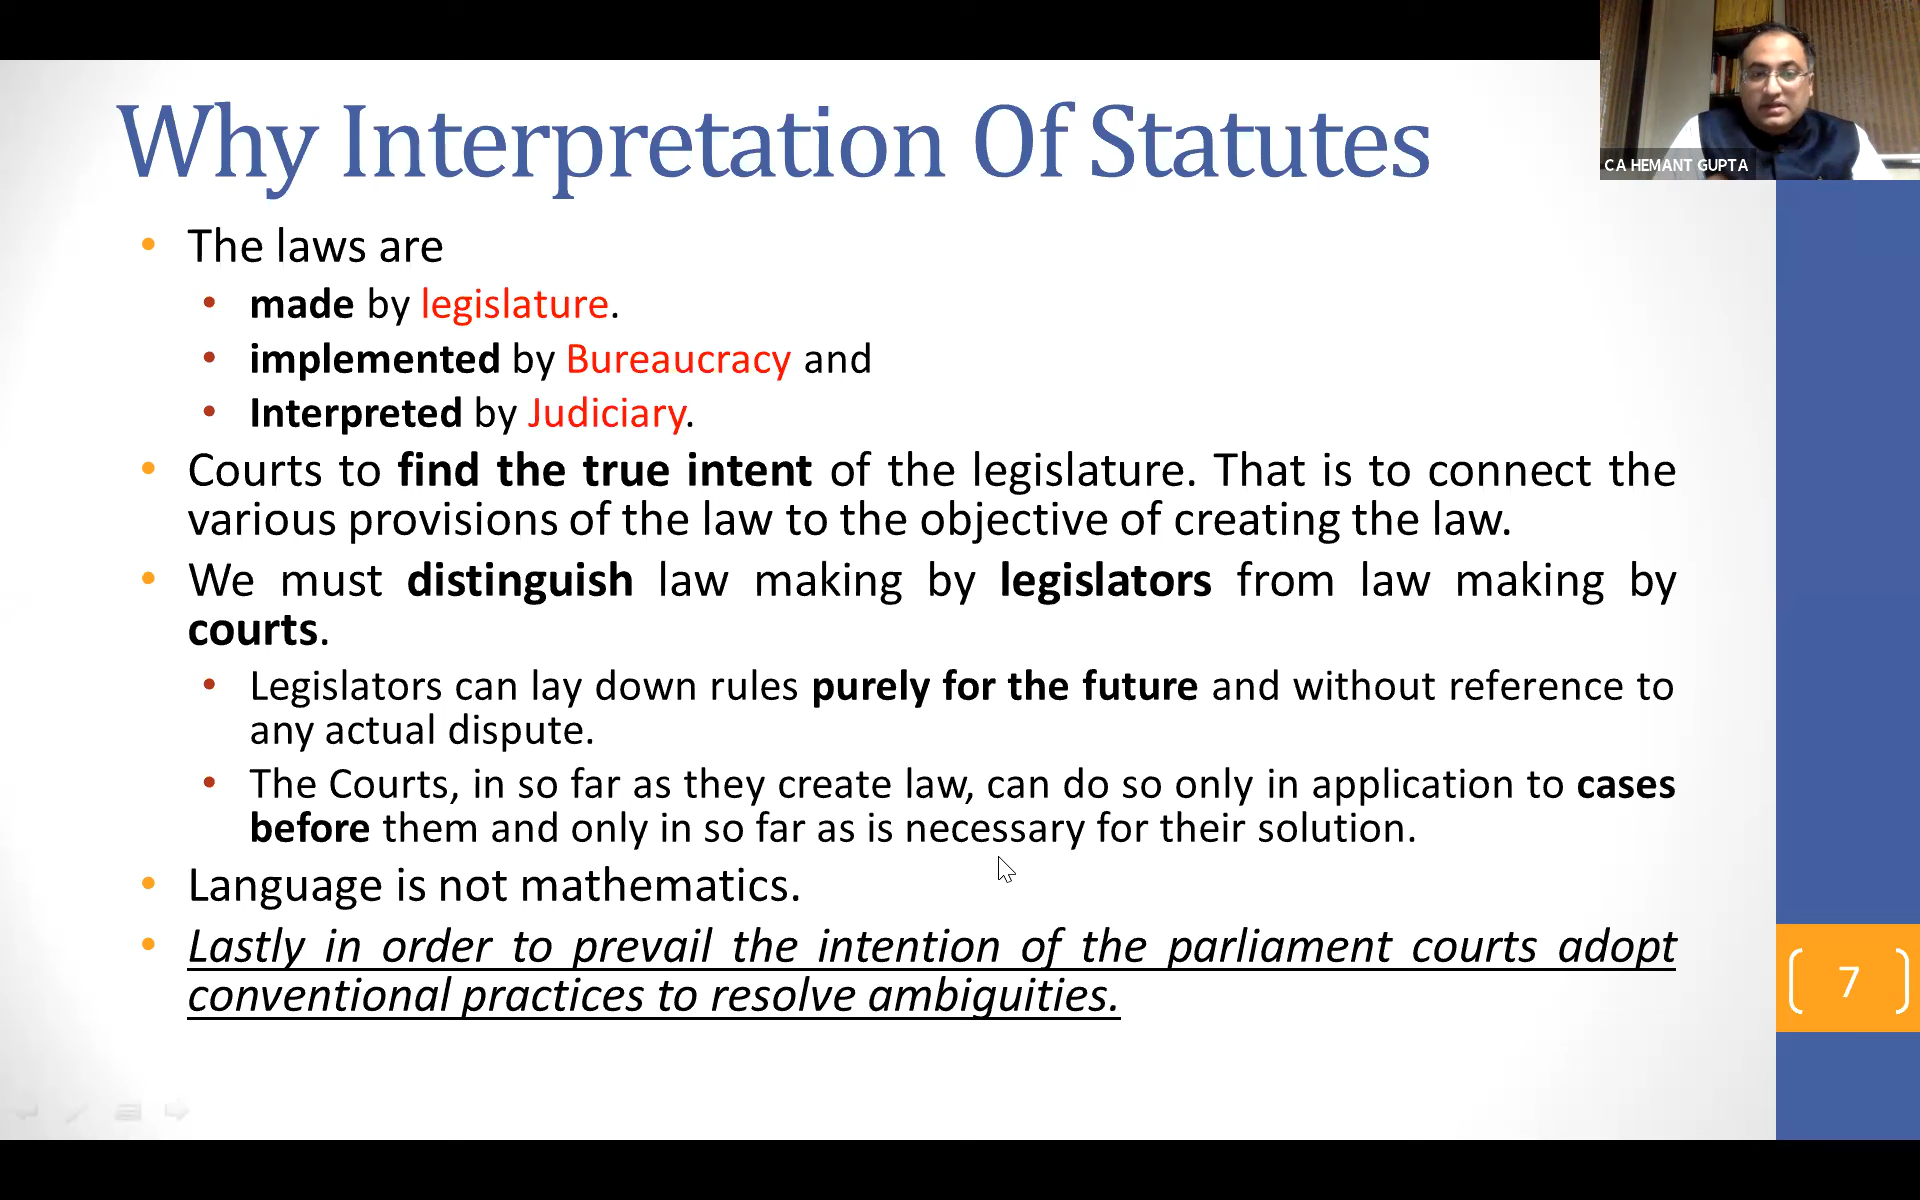 Why Interpretation Of Statutes
CA HEMANT GUPTA
• The laws are
• made by legislature.
• implemented by Bureaucracy and
• Interpreted by Judiciary.
• Courts to find the true intent of the legislature. That is to connect the
various provisions of the law to the objective of creating the law.
• We must distinguish law making by legislators from law making by
courts.
• Legislators can lay down rules purely for the future and without reference to
any actual dispute.
• The Courts, in so far as they create law, can do so only in application to cases
before them and only in so far as is necessary for their solution.
• Language is not mathematics.
• Lastly in order to prevail the intention of the parliament courts adopt
conventional practices to resolve ambiguities.
7